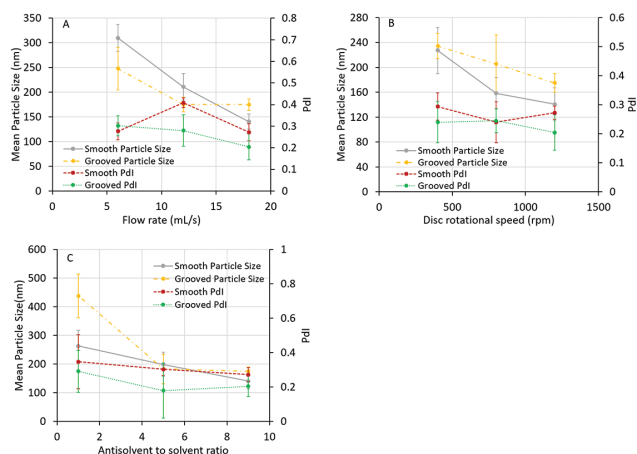 A
350
300
250
200
150
100
50
0
0.8
0.7
0.6
0.5
0.4
0.3
0.2
0.1
0
Mean Particle Size (nm)
PdI
Smooth Particle Size
Grooved Particle Size
Smooth PdI
Grooved PdI
0 5 10 15 20
Flow rate (mL/s)
B
280
240
200
160
120
80
40
0
0.6
0.5
0.4
0.3
0.2
0.1
0
Mean Particle Size (nm)
PdI
Smooth Particle Size
Grooved Particle Size
Smooth PdI
Grooved PdI
0 500 1000 1500
Disc rotational speed (rpm)
C
600
500
400
300
200
100
0
1
0.8
0.6
0.4
0.2
0
Mean Particle Size(nm)
PdI
Smooth Particle Size
Grooved Particle Size
Smooth PdI
Grooved PdI
0 2 4 6 8 10
Antisolvent to solvent ratio